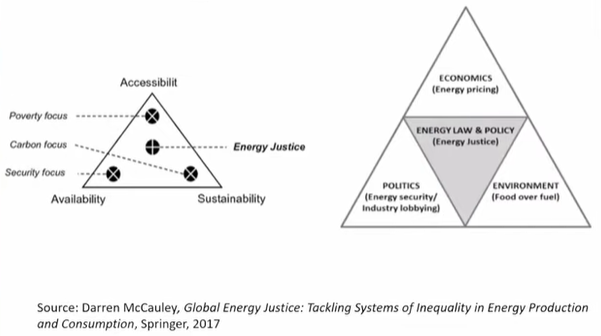 Accessibilit
Poverty focus
Carbon focus
Energy Justice
Security focus
Availability
Sustainability
ECONOMICS
(Energy pricing)
ENERGY LAW & POLICY
(Energy Justice)
POLITICS
(Energy security/
Industry lobbying)
ENVIRONMENT
(Food over fuel)
Source: Darren McCauley, Global Energy Justice: Tackling Systems of Inequality in Energy Production
and Consumption, Springer, 2017